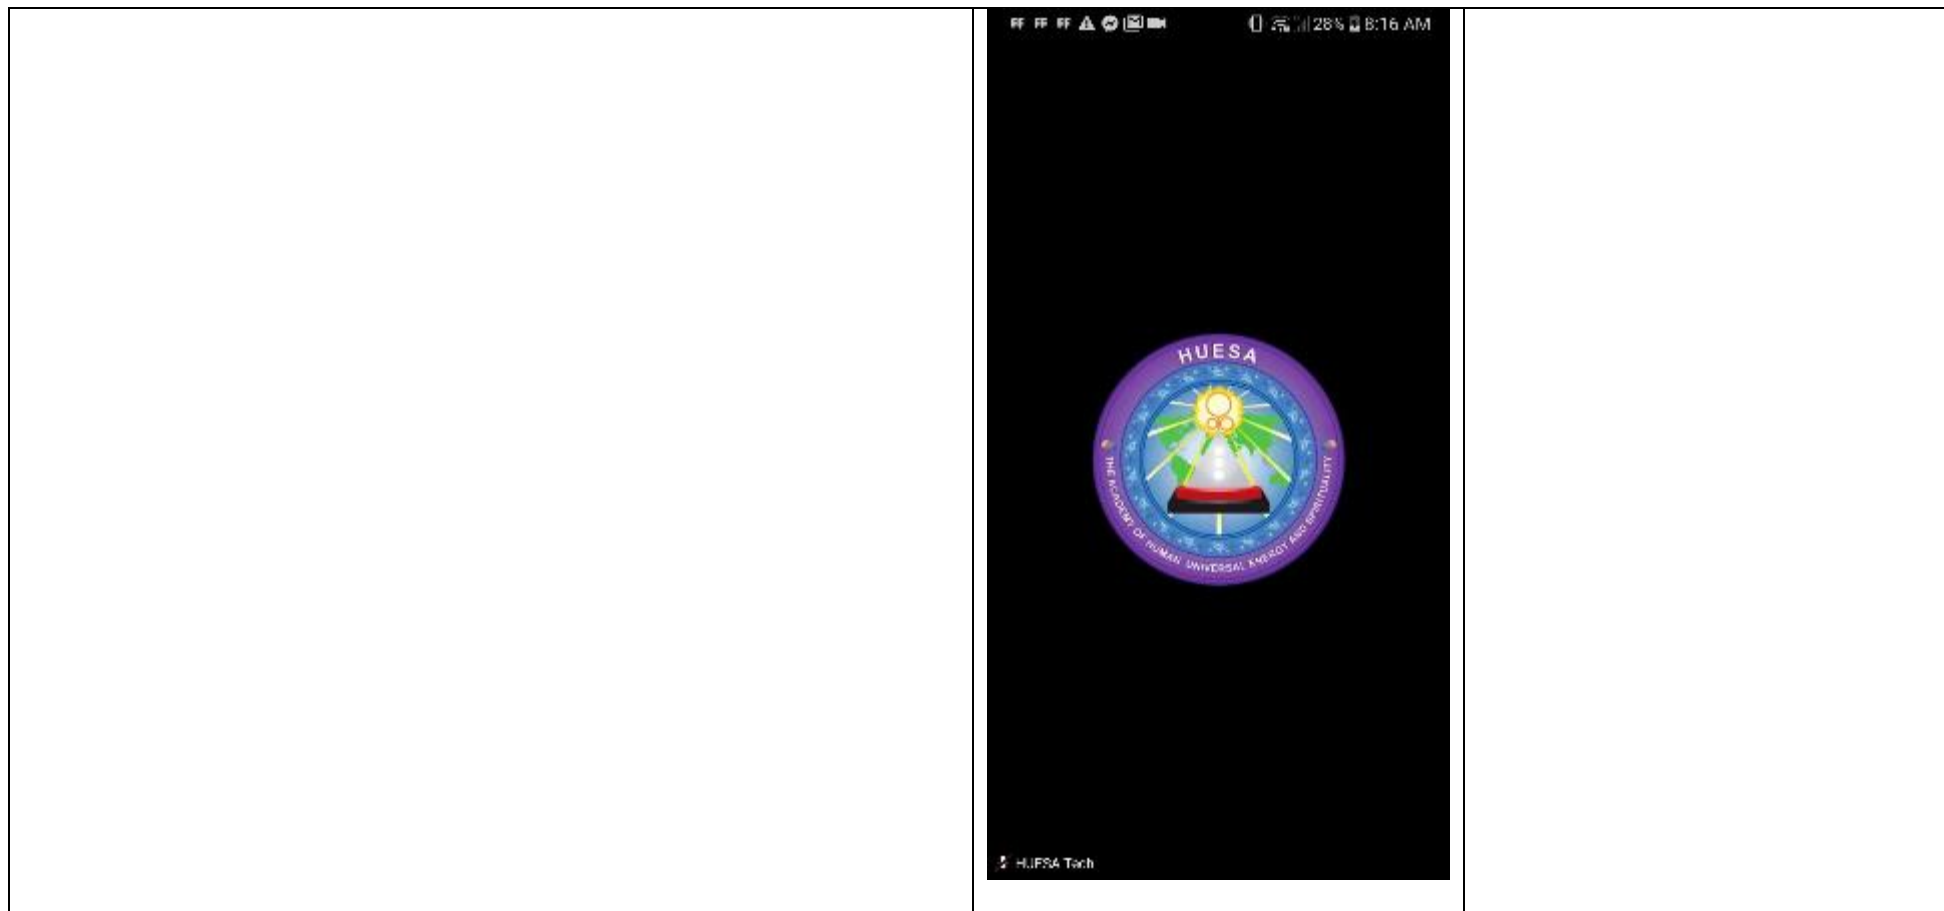 28% 8:16 AM
HUESA
THE ACADEMY OF HUMAN UNIVERSAL ENERGY AND SPIRITUALITY
HUESA Tech